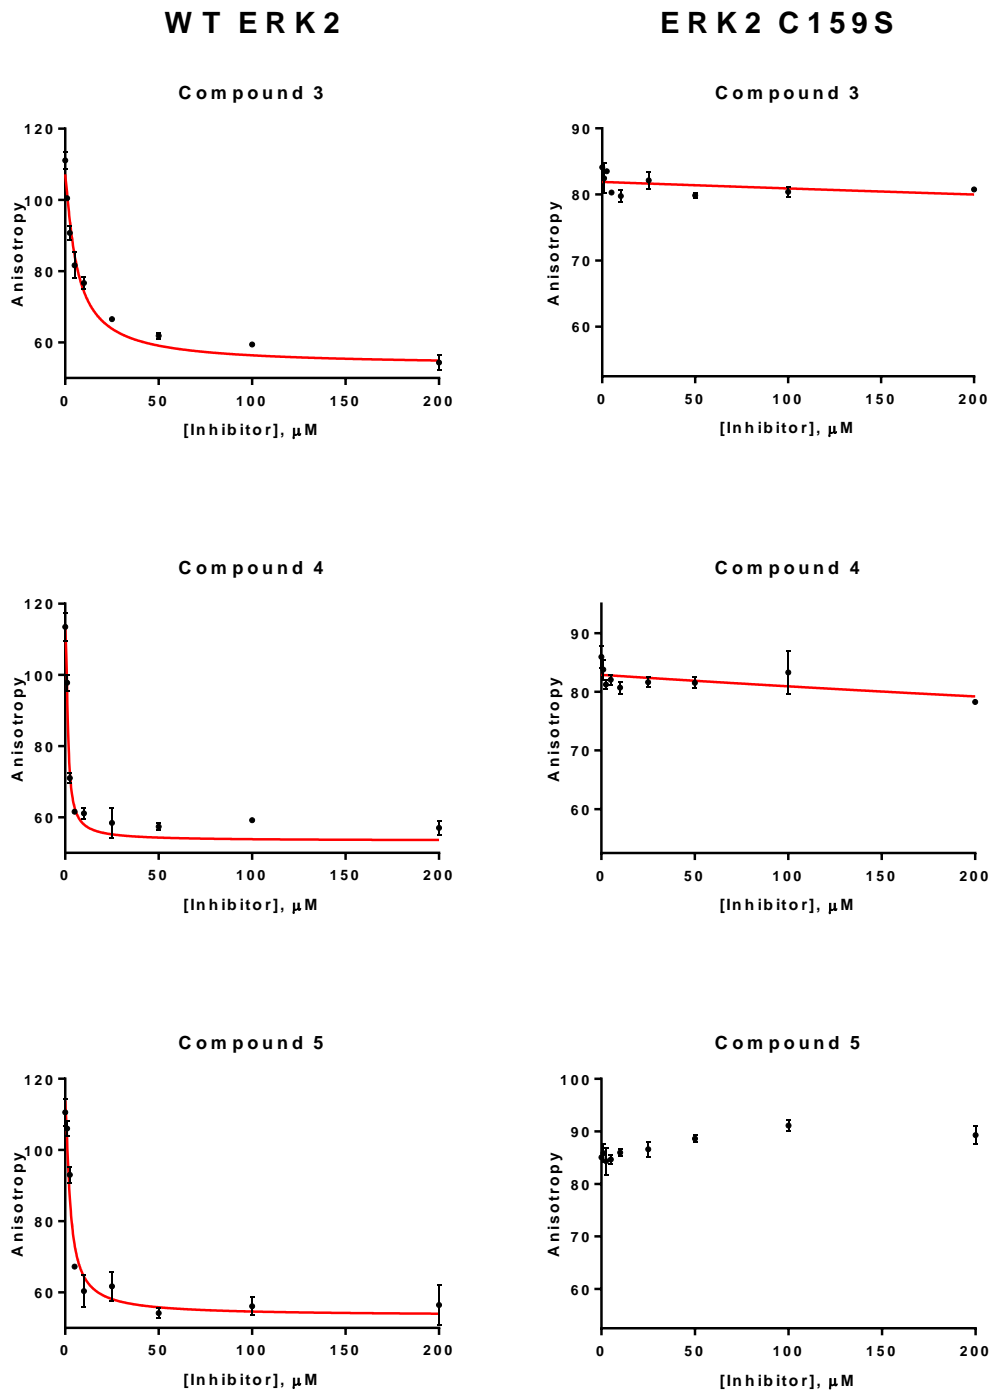 WT ERK2
ERK2 C159S
Compound 3
Anisotropy
120
100
80
60
0 50 100 150 200
[Inhibitor], μM
Compound 3
Anisotropy
90
80
70
60
0 50 100 150 200
[Inhibitor], μM
Compound 4
Anisotropy
120
100
80
60
0 50 100 150 200
[Inhibitor], μM
Compound 4
Anisotropy
90
80
70
60
0 50 100 150 200
[Inhibitor], μM
Compound 5
Anisotropy
120
100
80
60
0 50 100 150 200
[Inhibitor], μM
Compound 5
Anisotropy
100
90
80
70
60
0 50 100 150 200
[Inhibitor], μM